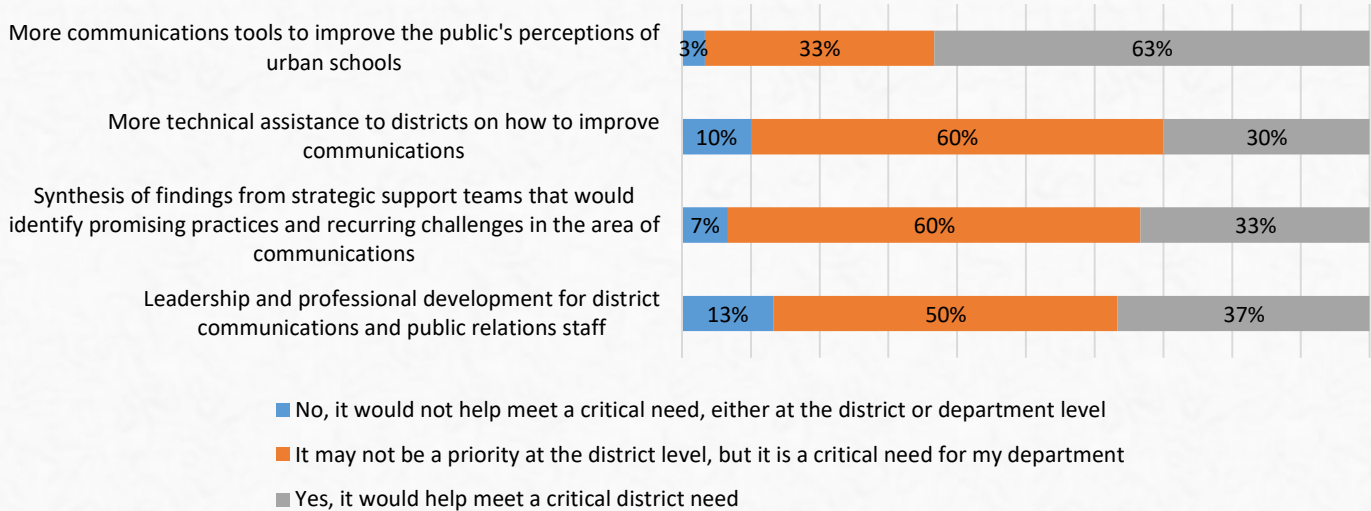 More communications tools to improve the public's perceptions of
urban schools
3% 33% 63%
More technical assistance to districts on how to improve
communications
10% 60% 30%
Synthesis of findings from strategic support teams that would
identify promising practices and recurring challenges in the area of
communications
7% 60% 33%
Leadership and professional development for district
communications and public relations staff
13% 50% 37%
No, it would not help meet a critical need, either at the district or department level
It may not be a priority at the district level, but it is a critical need for my department
Yes, it would help meet a critical district need